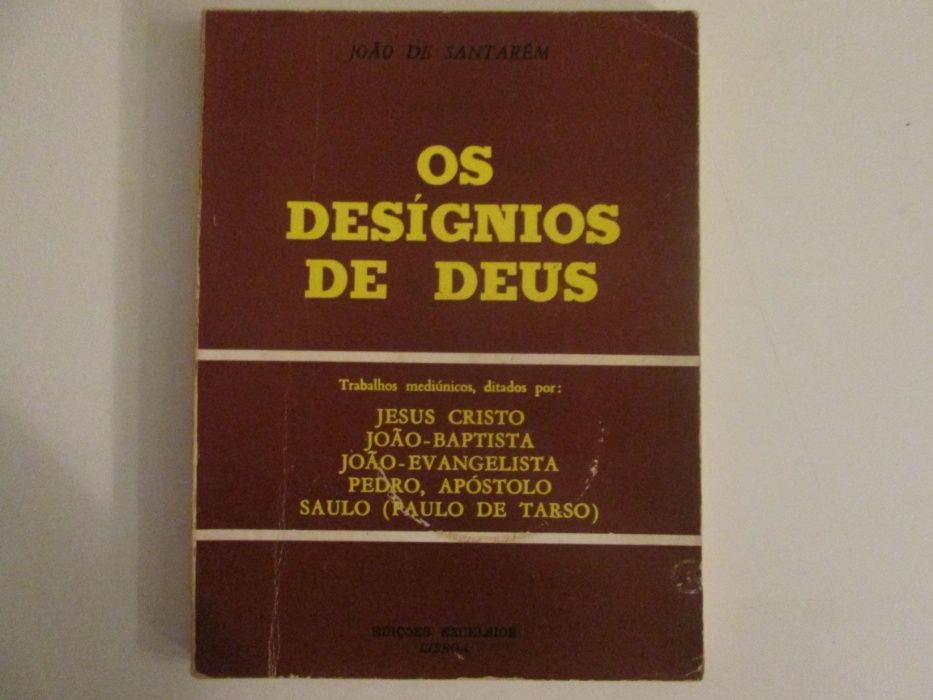 JOÃO DE SANTARÉM
OS
DESÍGNIOS
DE DEUS
Trabalhos mediúnicos, ditados por:
JESUS CRISTO
JOÃO-BAPTISTA
JOÃO-EVANGELISTA
PEDRO, APÓSTOLO
SAULO (PAULO DE TARSO)
EDIÇÕES EXCELSIOR
LISBOA